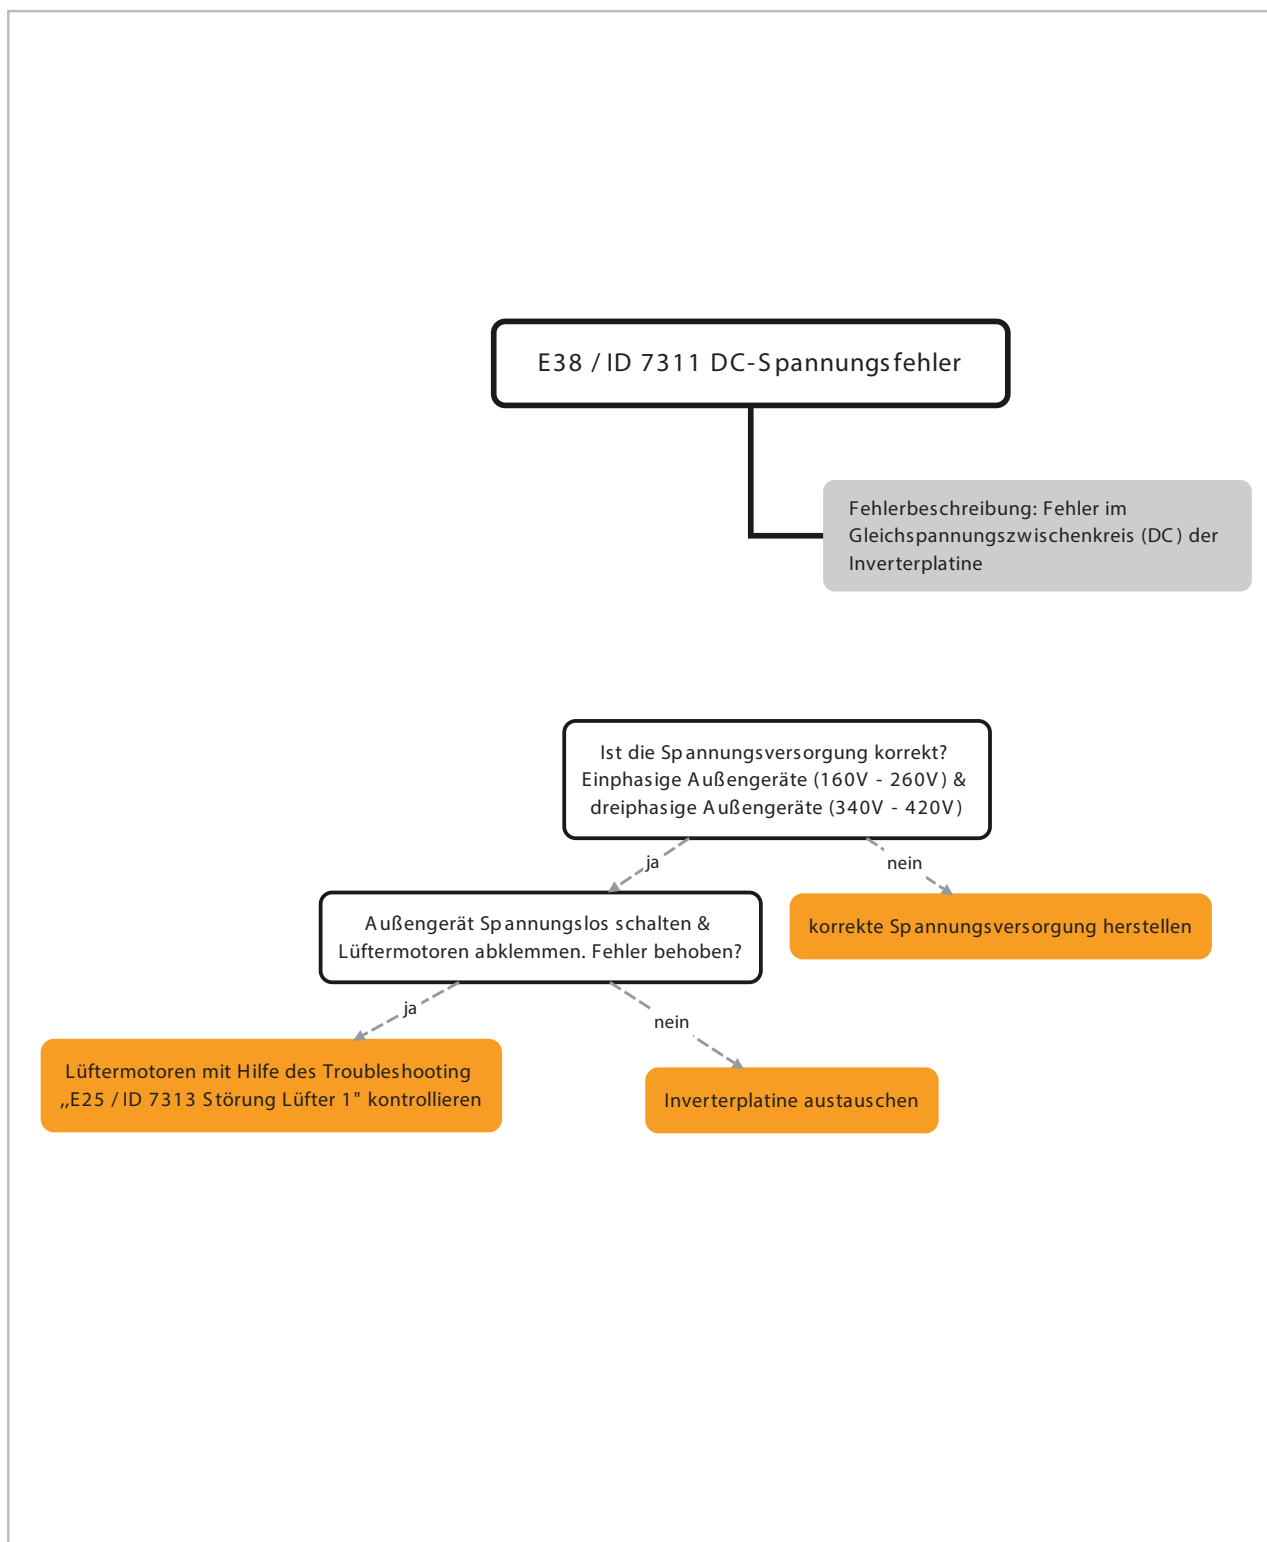 E38 / ID 7311 DC-Spannungsfehler
Fehlerbeschreibung: Fehler im
Gleichspannungszwischenkreis (DC) der
Inverterplatine
Ist die Spannungsversorgung korrekt?
Einphasige Außengeräte (160V - 260V) &
dreiphasige Außengeräte (340V - 420V)
ja
nein
Außengerät Spannungslos schalten &
Lüftermotoren abklemmen. Fehler behoben?
korrekte Spannungsversorgung herstellen
ja
nein
Lüftermotoren mit Hilfe des Troubleshooting
„E25 / ID 7313 Störung Lüfter 1" kontrollieren
Inverterplatine austauschen